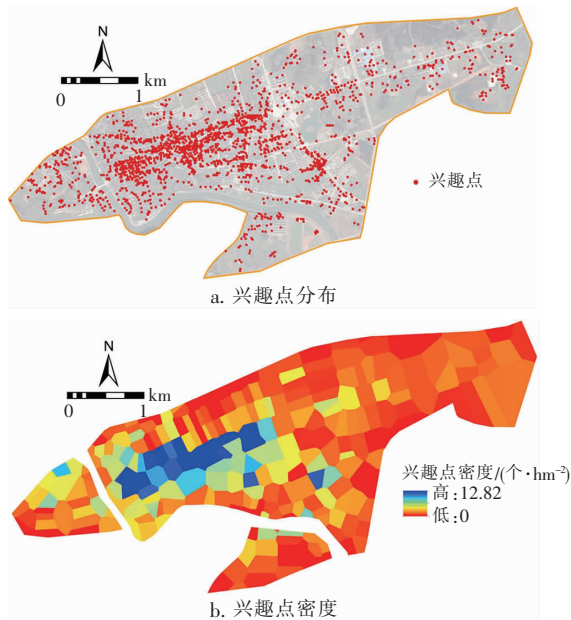 N
km
0
1
兴趣点
a. 兴趣点分布
N
km
0
1
兴趣点密度/(个·hm⁻²)
高:12.82
低:0
b. 兴趣点密度